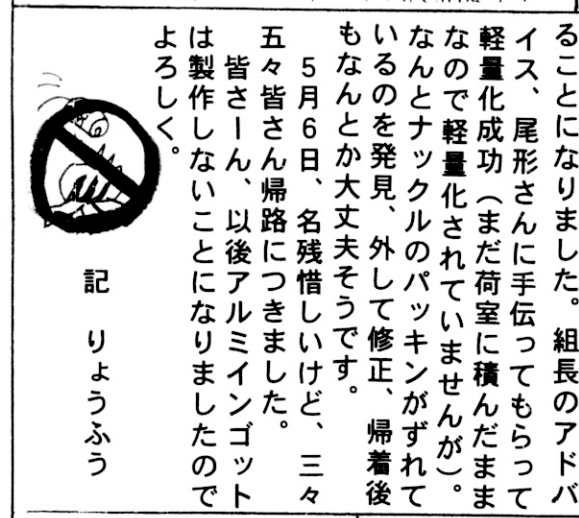 ることになりました。組長のアドバ
イス、尾形さんに手伝ってもらって
軽量化成功（まだ荷室に積んだまま
なので軽量化されていませんが）。
なんとナックルのパッキンがずれて
いるのを発見、外して修正、帰着後
もなんとか大丈夫そうです。
5月6日、名残惜しいけど、三々
五々皆さん帰路につきました。
皆さーん、以後アルミインゴット
は製作しないことになりましたので
よろしく。
記　りょうふう